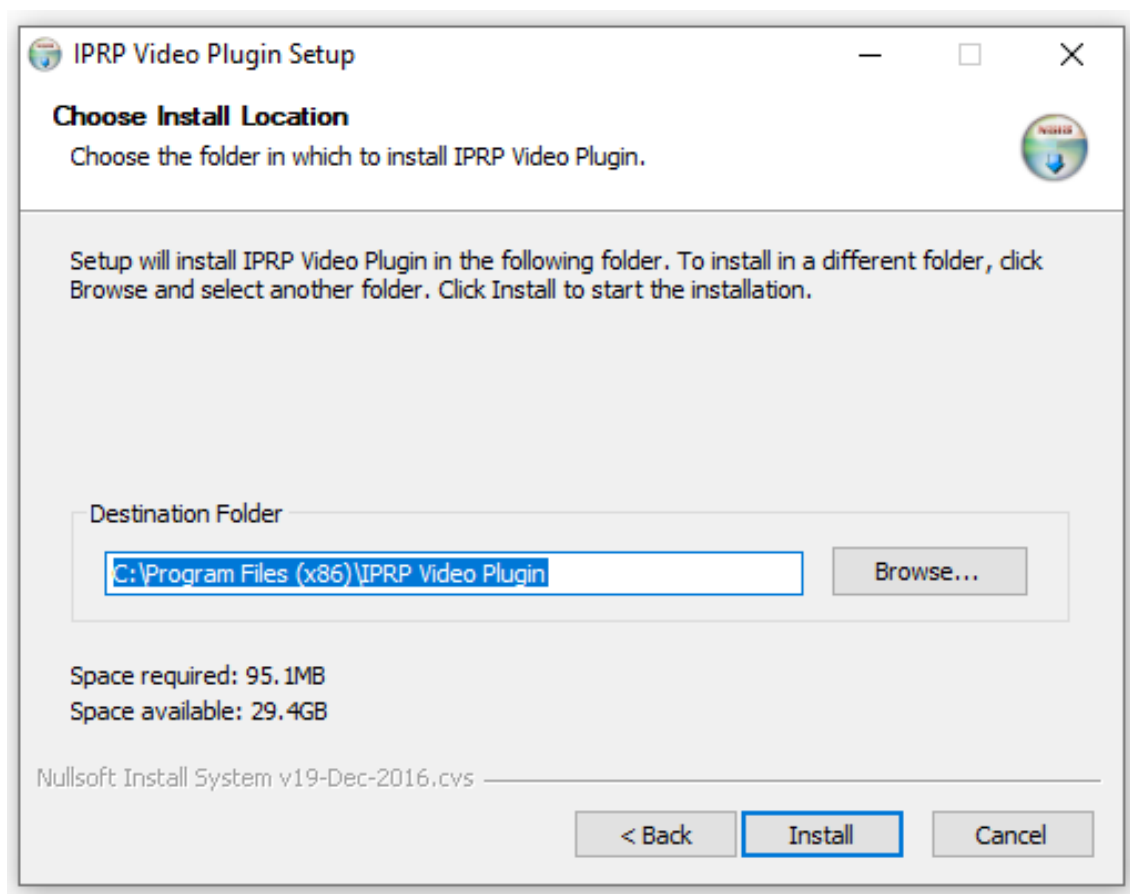 IPRP Video Plugin Setup
Choose Install Location
Choose the folder in which to install IPRP Video Plugin.
Setup will install IPRP Video Plugin in the following folder. To install in a different folder, click
Browse and select another folder. Click Install to start the installation.
Destination Folder
C:\Program Files (x86)\IPRP Video Plugin
Browse...
Space required: 95.1MB
Space available: 29.4GB
Nullsoft Install System v19-Dec-2016.cvs
< Back
Install
Cancel